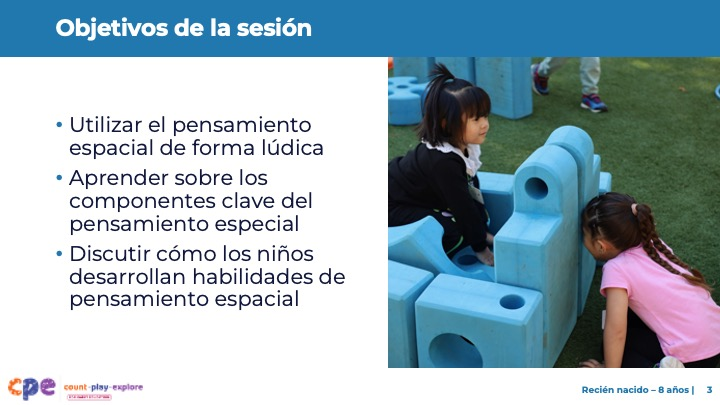 Objetivos de la sesión
• Utilizar el pensamiento
espacial de forma lúdica
• Aprender sobre los
componentes clave del
pensamiento especial
• Discutir cómo los niños
desarrollan habilidades de
pensamiento espacial
cpe count-play-explore
Recién nacido – 8 años | 3